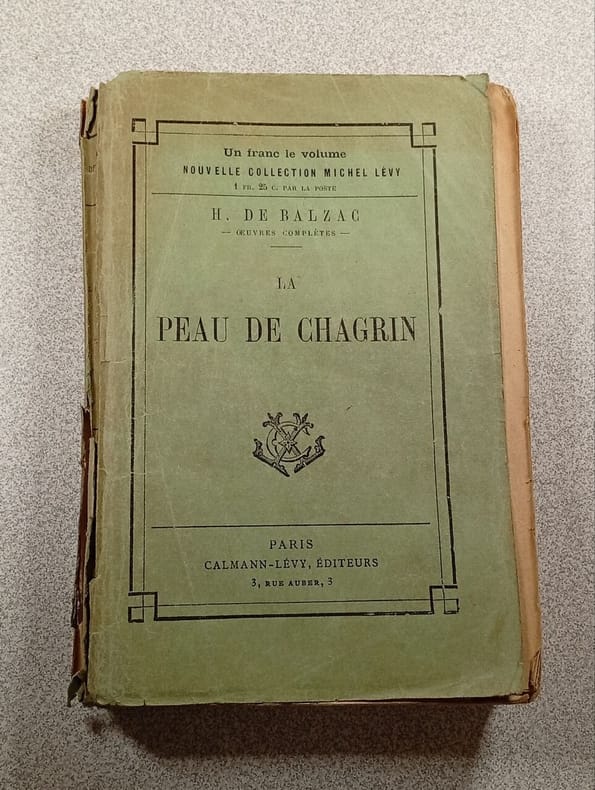 Un franc le volume
NOUVELLE COLLECTION MICHEL LÉVY
1 FR. 25 C. PAR LA POSTE
H. DE BALZAC
— ŒUVRES COMPLÈTES —
LA
PEAU DE CHAGRIN
PARIS
CALMANN-LÉVY, ÉDITEURS
3, RUE AUBER, 3